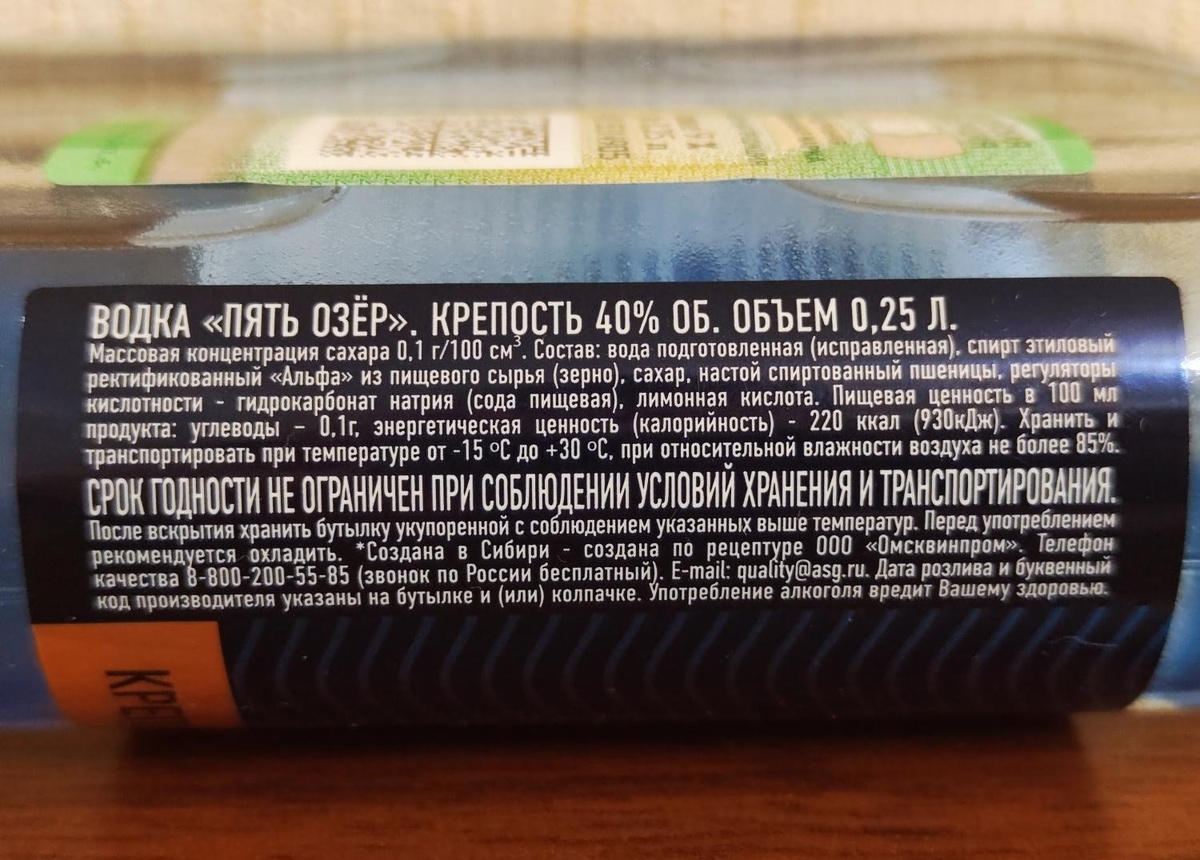 ВОДКА «ПЯТЬ ОЗЁР». КРЕПОСТЬ 40% ОБ. ОБЪЕМ 0,25 Л.
Массовая концентрация сахара 0,1 г/100 см³. Состав: вода подготовленная (исправленная), спирт этиловый
ректификованный «Альфа» из пищевого сырья (зерно), сахар, настой спиртованный пшеницы, регуляторы
кислотности - гидрокарбонат натрия (сода пищевая), лимонная кислота. Пищевая ценность в 100 мл
продукта: углеводы – 0,1г, энергетическая ценность (калорийность) - 220 ккал (930кДж). Хранить и
транспортировать при температуре от -15 °С до +30 °С, при относительной влажности воздуха не более 85%.
СРОК ГОДНОСТИ НЕ ОГРАНИЧЕН ПРИ СОБЛЮДЕНИИ УСЛОВИЙ ХРАНЕНИЯ И ТРАНСПОРТИРОВАНИЯ.
После вскрытия хранить бутылку укупоренной с соблюдением указанных выше температур. Перед употреблением
рекомендуется охладить. *Создана в Сибири - создана по рецептуре ООО «Омсквинпром». Телефон
качества 8-800-200-55-85 (звонок по России бесплатный). E-mail: quality@asg.ru. Дата розлива и буквенный
код производителя указаны на бутылке и (или) колпачке. Употребление алкоголя вредит Вашему здоровью.
КРЕ